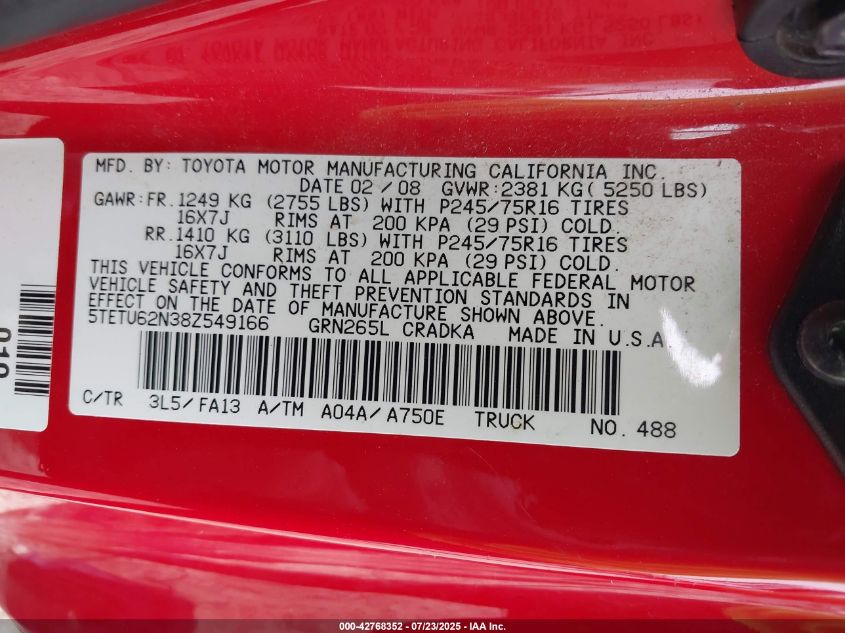 MFD. BY: TOYOTA MOTOR MANUFACTURING CALIFORNIA INC.
DATE 02/08 GVWR:2381 KG( 5250 LBS)
GAWR:FR. 1249 KG (2755 LBS) WITH P245/75R16 TIRES
16X7J RIMS AT 200 KPA (29 PSI) COLD.
RR. 1410 KG (3110 LBS) WITH P245/75R16 TIRES
16X7J RIMS AT 200 KPA (29 PSI) COLD.
THIS VEHICLE CONFORMS TO ALL APPLICABLE FEDERAL MOTOR
VEHICLE SAFETY AND THEFT PREVENTION STANDARDS IN
EFFECT ON THE DATE OF MANUFACTURE SHOWN ABOVE.
5TETU62N38Z549166 GRN265L CRADKA MADE IN U.S.A.
C/TR 3L5/FA13 A/TM A04A/A750E TRUCK NO. 488
000-42768352 / 07/23/2025 - IAA Inc.